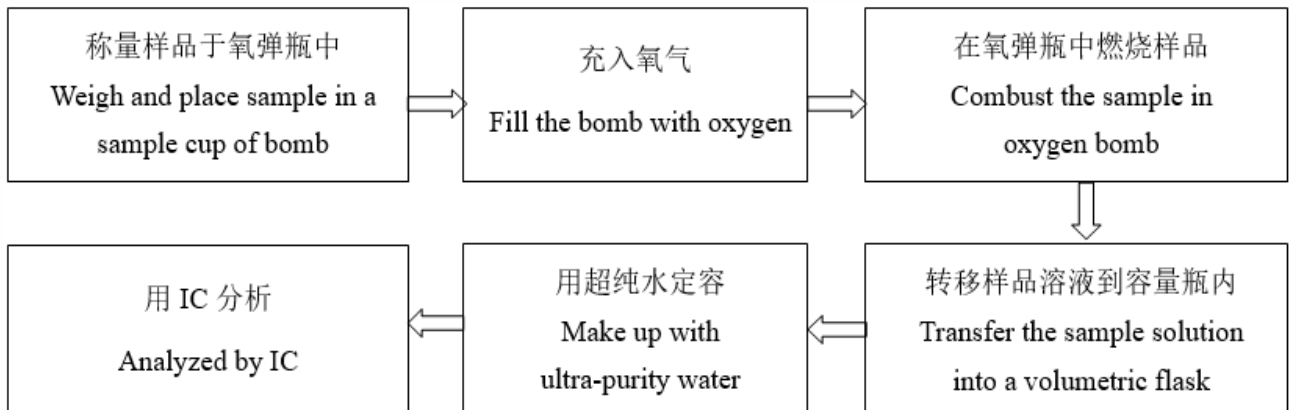 称量样品于氧弹瓶中
Weigh and place sample in a
sample cup of bomb
充入氧气
Fill the bomb with oxygen
在氧弹瓶中燃烧样品
Combust the sample in
oxygen bomb
转移样品溶液到容量瓶内
Transfer the sample solution
into a volumetric flask
用超纯水定容
Make up with
ultra-purity water
用 IC 分析
Analyzed by IC